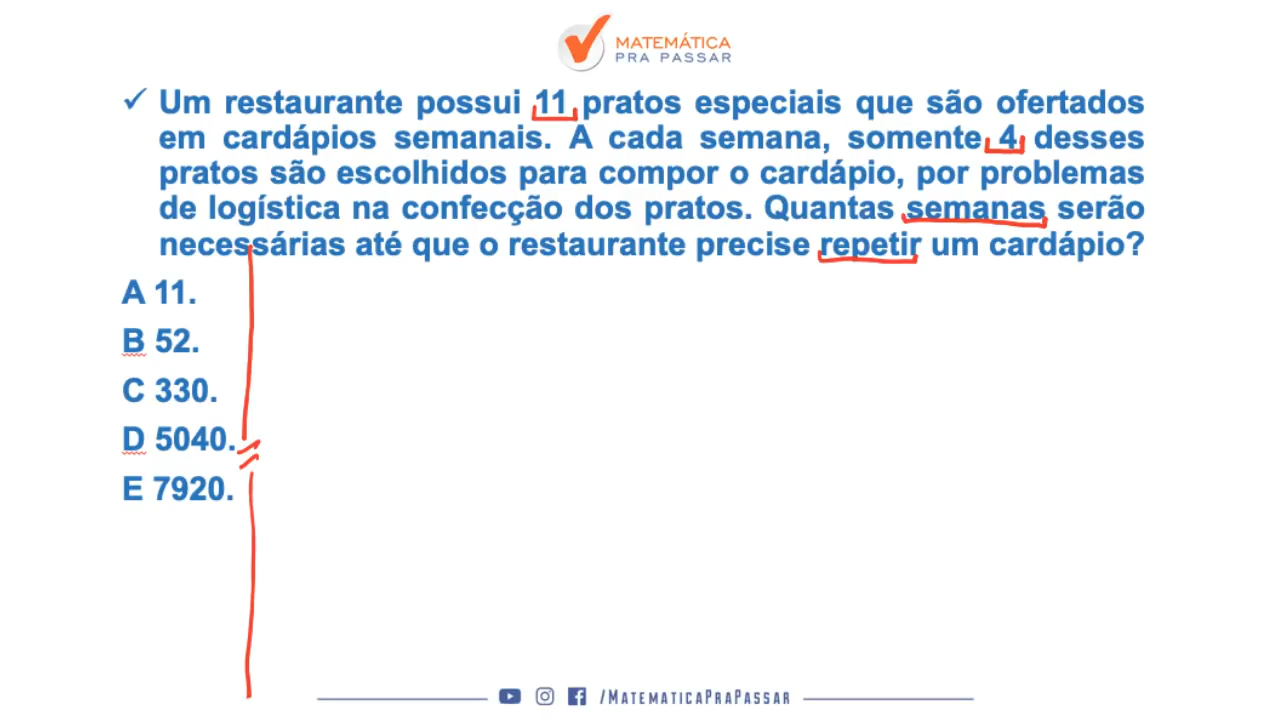 MATEMÁTICA
PRA PASSAR
✓ Um restaurante possui 11 pratos especiais que são ofertados
em cardápios semanais. A cada semana, somente 4 desses
pratos são escolhidos para compor o cardápio, por problemas
de logística na confecção dos pratos. Quantas semanas serão
necessárias até que o restaurante precise repetir um cardápio?
A 11.
B 52.
C 330.
D 5040.
E 7920.
/MATEMATICAPRAPASSAR